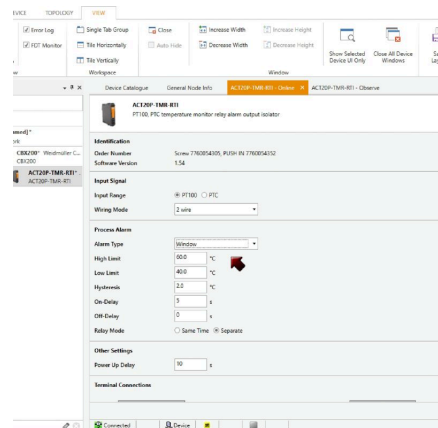 EVICE TOPOLOGY VIEW
Error Log
FDT Monitor
Single Tab Group
Tile Horizontally
Tile Vertically
Close
Auto Hide
Increase Width
Decrease Width
Increase Height
Decrease Height
Show Selected Device UI Only
Close All Device Windows
Workspace
Window
Device Catalogue General Node Info ACT20P-TMR-RTI - Online × ACT20P-TMR-RTI - Observe
ACT20P-TMR-RTI
PT100, PTC temperature monitor relay alarm output isolator
CBX200* Weidmüller C...
CBX200
ACT20P-TMR-RTI*
ACT20P-TMR-RTI
Identification
Order Number Screw 7760054305, PUSH IN 7760054352
Software Version 1.54
Input Signal
Input Range PT100 PTC
Wiring Mode 2 wire
Process Alarm
Alarm Type Window
High Limit 60.0 °C
Low Limit 40.0 °C
Hysteresis 2.0 °C
On-Delay 5 s
Off-Delay 0 s
Relay Mode Same Time Separate
Other Settings
Power Up Delay 10 s
Terminal Connections
Connected Device